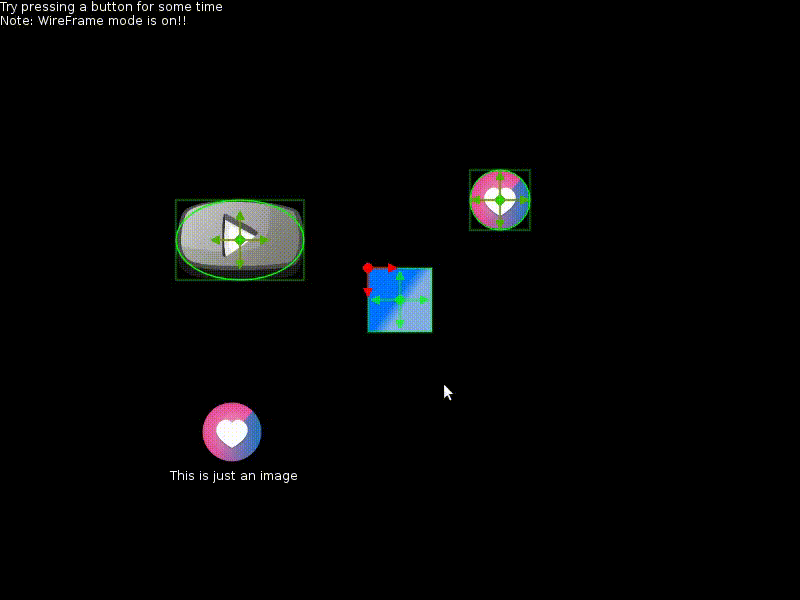 Try pressing a button for some time
Note: WireFrame mode is on!!
This is just an image